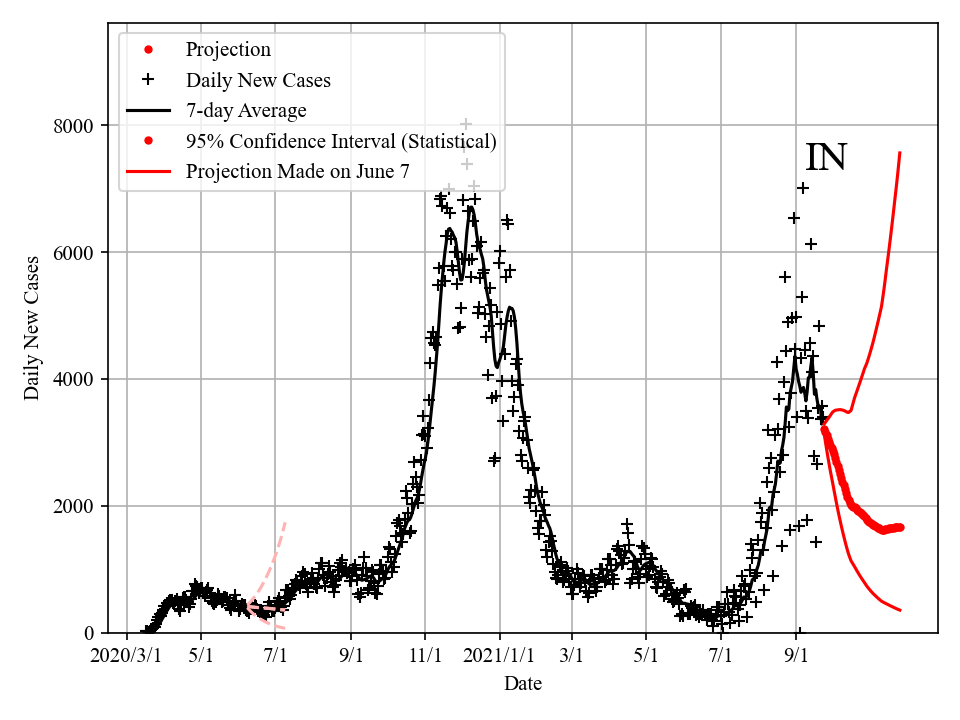 Projection
Daily New Cases
7-day Average
95% Confidence Interval (Statistical)
Projection Made on June 7
IN
8000
6000
4000
2000
0
Daily New Cases
2020/3/1 5/1 7/1 9/1 11/1 2021/1/1 3/1 5/1 7/1 9/1
Date